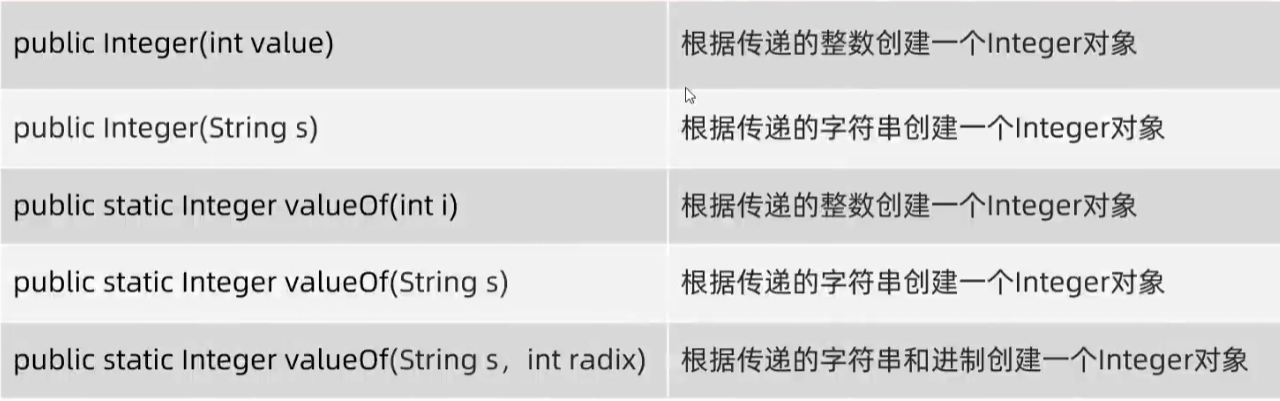 public Integer(int value) 根据传递的整数创建一个Integer对象
public Integer(String s) 根据传递的字符串创建一个Integer对象
public static Integer valueOf(int i) 根据传递的整数创建一个Integer对象
public static Integer valueOf(String s) 根据传递的字符串创建一个Integer对象
public static Integer valueOf(String s，int radix) 根据传递的字符串和进制创建一个Integer对象